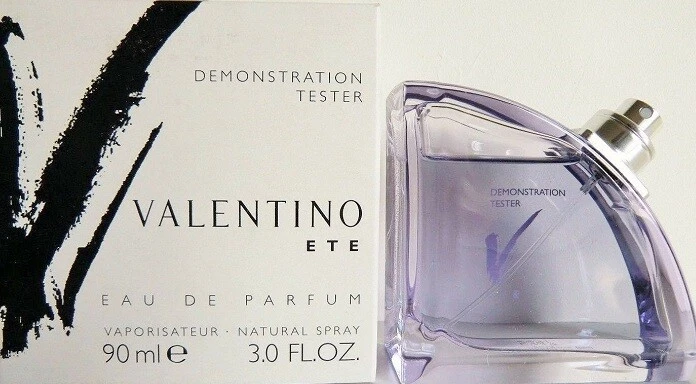 DEMONSTRATION
TESTER
VALENTINO
ETE
EAU DE PARFUM
VAPORISATEUR · NATURAL SPRAY
90 ml e 3.0 FL.OZ.
DEMONSTRATION
TESTER
V